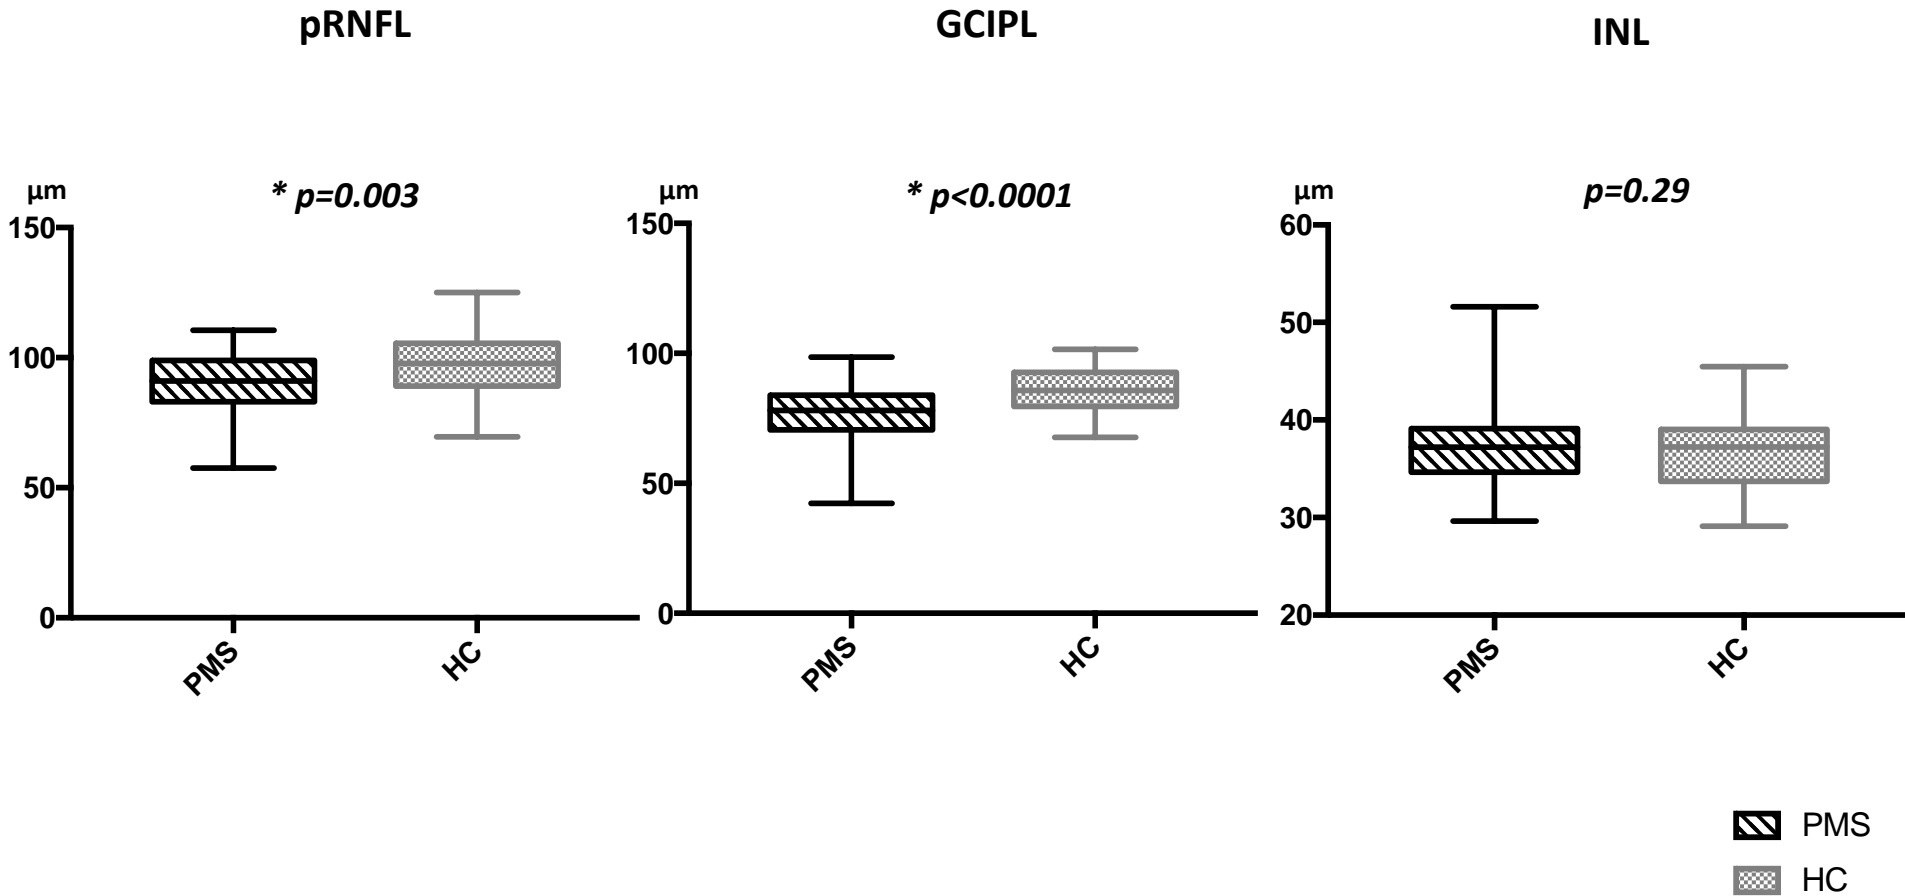 pRNFL
GCIPL
INL
µm
* p=0.003
µm
* p<0.0001
µm
p=0.29
150
100
50
0
PMS
HC
150
100
50
0
PMS
HC
60
50
40
30
20
PMS
HC
PMS
HC